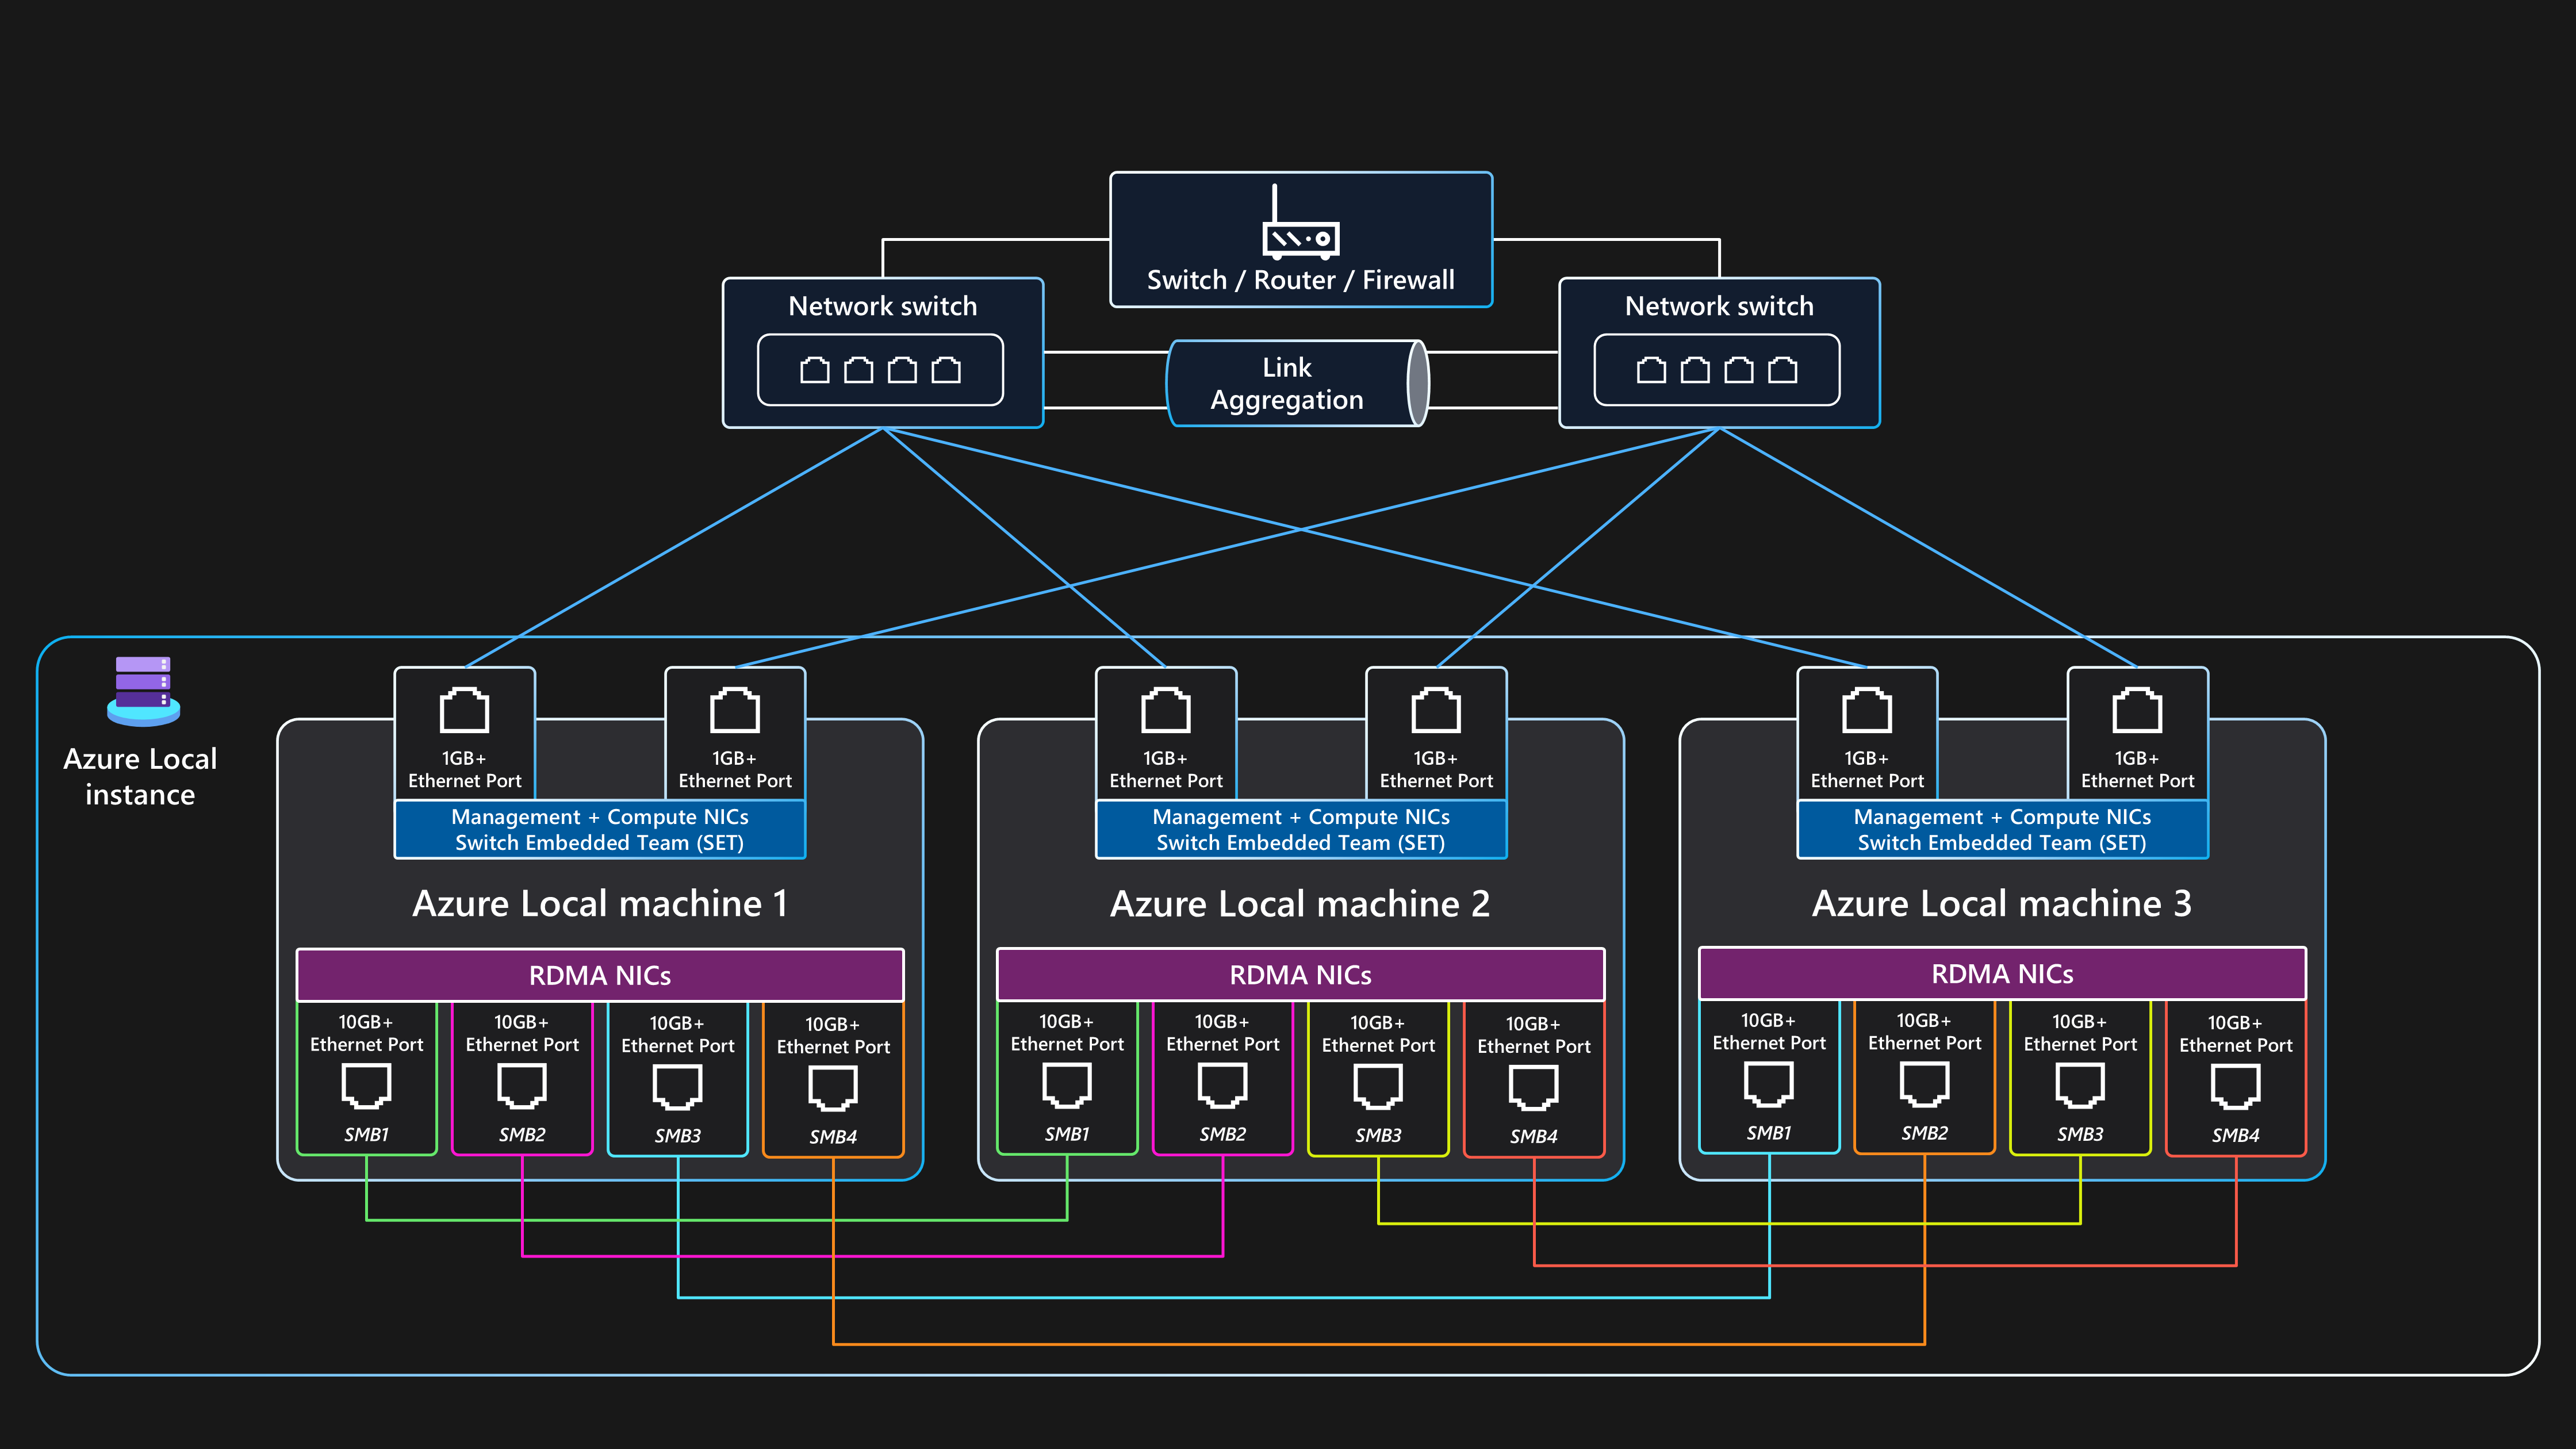 Switch / Router / Firewall
Network switch
Network switch
Link
Aggregation
Azure Local
instance
1GB+
Ethernet Port
1GB+
Ethernet Port
Management + Compute NICs
Switch Embedded Team (SET)
Azure Local machine 1
RDMA NICs
10GB+
Ethernet Port
SMB1
10GB+
Ethernet Port
SMB2
10GB+
Ethernet Port
SMB3
10GB+
Ethernet Port
SMB4
1GB+
Ethernet Port
1GB+
Ethernet Port
Management + Compute NICs
Switch Embedded Team (SET)
Azure Local machine 2
RDMA NICs
10GB+
Ethernet Port
SMB1
10GB+
Ethernet Port
SMB2
10GB+
Ethernet Port
SMB3
10GB+
Ethernet Port
SMB4
1GB+
Ethernet Port
1GB+
Ethernet Port
Management + Compute NICs
Switch Embedded Team (SET)
Azure Local machine 3
RDMA NICs
10GB+
Ethernet Port
SMB1
10GB+
Ethernet Port
SMB2
10GB+
Ethernet Port
SMB3
10GB+
Ethernet Port
SMB4